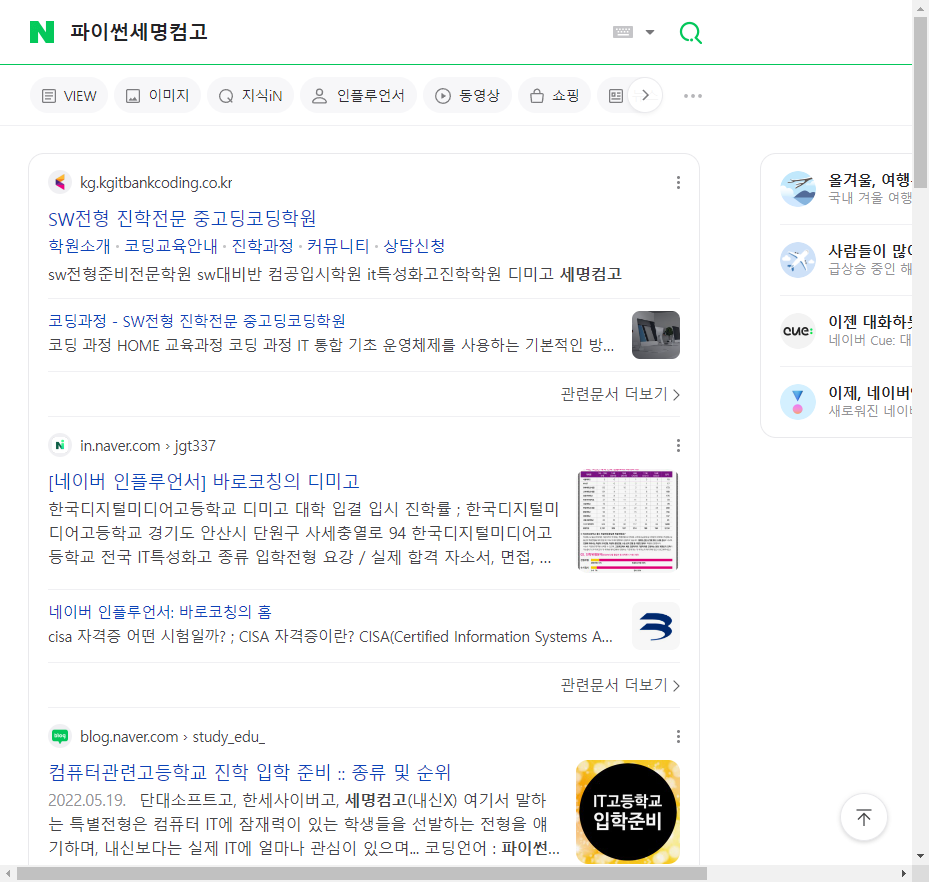 N 파이썬세명컴고
VIEW 이미지 지식iN 인플루언서 동영상 쇼핑
kg.kgitbankcoding.co.kr
SW전형 진학전문 중고딩코딩학원
학원소개 · 코딩교육안내 · 진학과정 · 커뮤니티 · 상담신청
sw전형준비전문학원 sw대비반 컴공입시학원 it특성화고진학학원 디미고 세명컴고
코딩과정 - SW전형 진학전문 중고딩코딩학원
코딩 과정 HOME 교육과정 코딩 과정 IT 통합 기초 운영체제를 사용하는 기본적인 방...
관련문서 더보기
in.naver.com › jgt337
[네이버 인플루언서] 바로코칭의 디미고
한국디지털미디어고등학교 디미고 대학 입결 입시 진학률 ; 한국디지털미
디어고등학교 경기도 안산시 단원구 사세충열로 94 한국디지털미디어고
등학교 전국 IT특성화고 종류 입학전형 요강 / 실제 합격 자소서, 면접, ...
네이버 인플루언서: 바로코칭의 홈
cisa 자격증 어떤 시험일까? ; CISA 자격증이란? CISA(Certified Information Systems A...
관련문서 더보기
blog.naver.com › study_edu_
컴퓨터관련고등학교 진학 입학 준비 :: 종류 및 순위
2022.05.19. 단대소프트고, 한세사이버고, 세명컴고(내신X) 여기서 말하
는 특별전형은 컴퓨터 IT에 잠재력이 있는 학생들을 선발하는 전형을 얘
기하며, 내신보다는 실제 IT에 얼마나 관심이 있으며... 코딩언어 : 파이썬...
blog
IT고등학교
입학준비
올겨울, 여행
국내 겨울 여행
사람들이 많이
급상승 중인 해
cue:
이젠 대화하듯
네이버 Cue: 대
이제, 네이버
새로워진 네이버